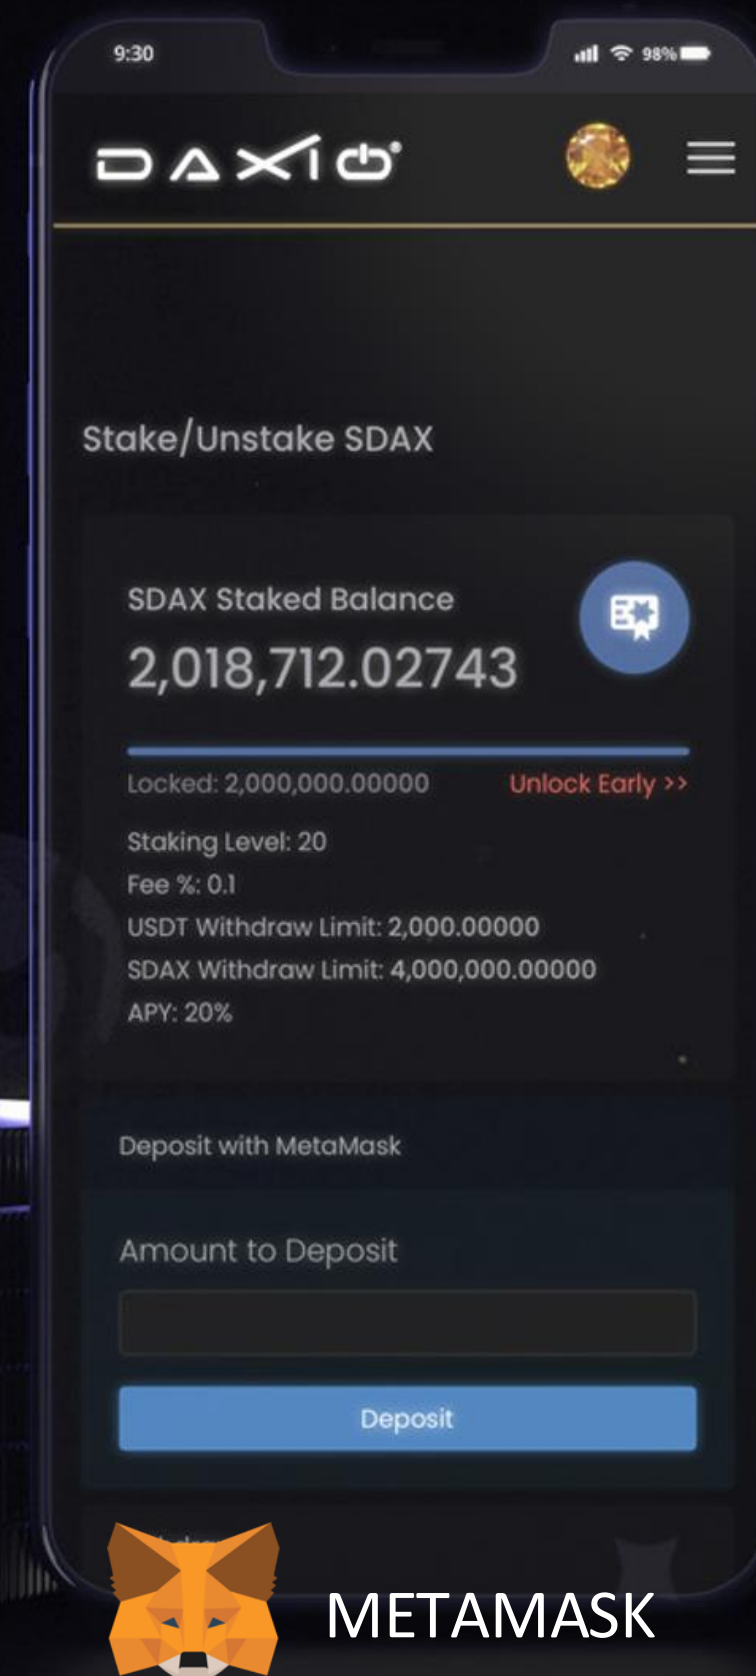 9:30
98%
DAXIO®
Stake/Unstake SDAX
SDAX Staked Balance
2,018,712.02743
Locked: 2,000,000.00000 Unlock Early >>
Staking Level: 20
Fee %: 0.1
USDT Withdraw Limit: 2,000.00000
SDAX Withdraw Limit: 4,000,000.00000
APY: 20%
Deposit with MetaMask
Amount to Deposit
Deposit
METAMASK